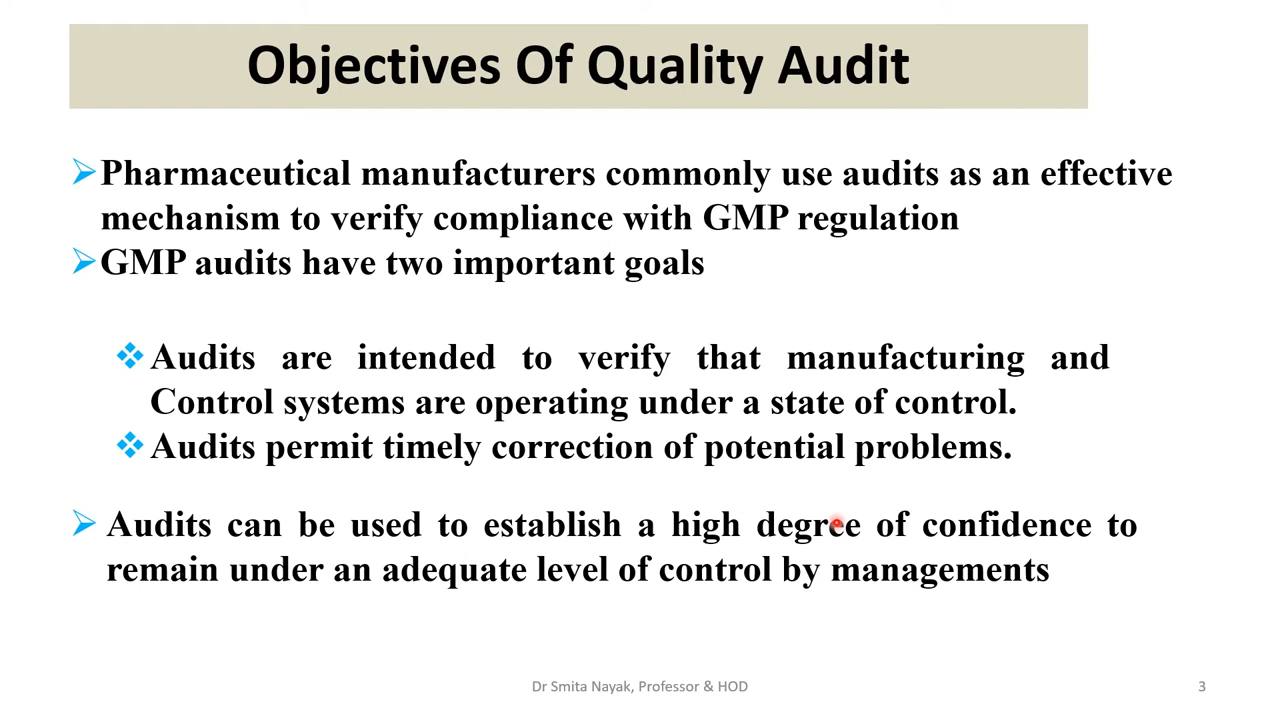 Objectives Of Quality Audit
Pharmaceutical manufacturers commonly use audits as an effective
mechanism to verify compliance with GMP regulation
GMP audits have two important goals
Audits are intended to verify that manufacturing and
Control systems are operating under a state of control.
Audits permit timely correction of potential problems.
Audits can be used to establish a high degree of confidence to
remain under an adequate level of control by managements
Dr Smita Nayak, Professor & HOD
3